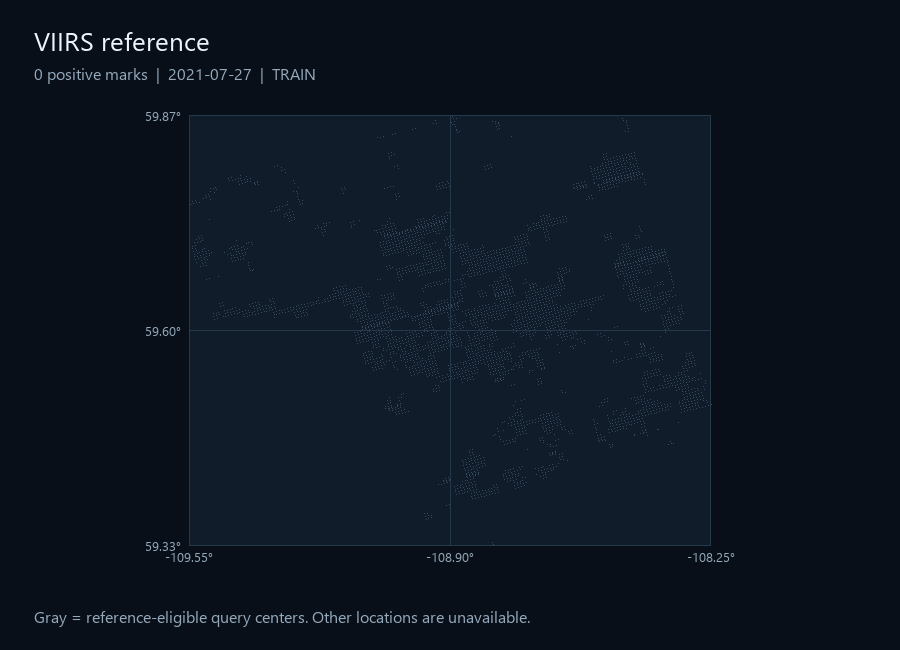 VIIRS reference
0 positive marks | 2021-07-27 | TRAIN
59.87°
59.60°
59.33°
-109.55°
-108.90°
-108.25°
Gray = reference-eligible query centers. Other locations are unavailable.